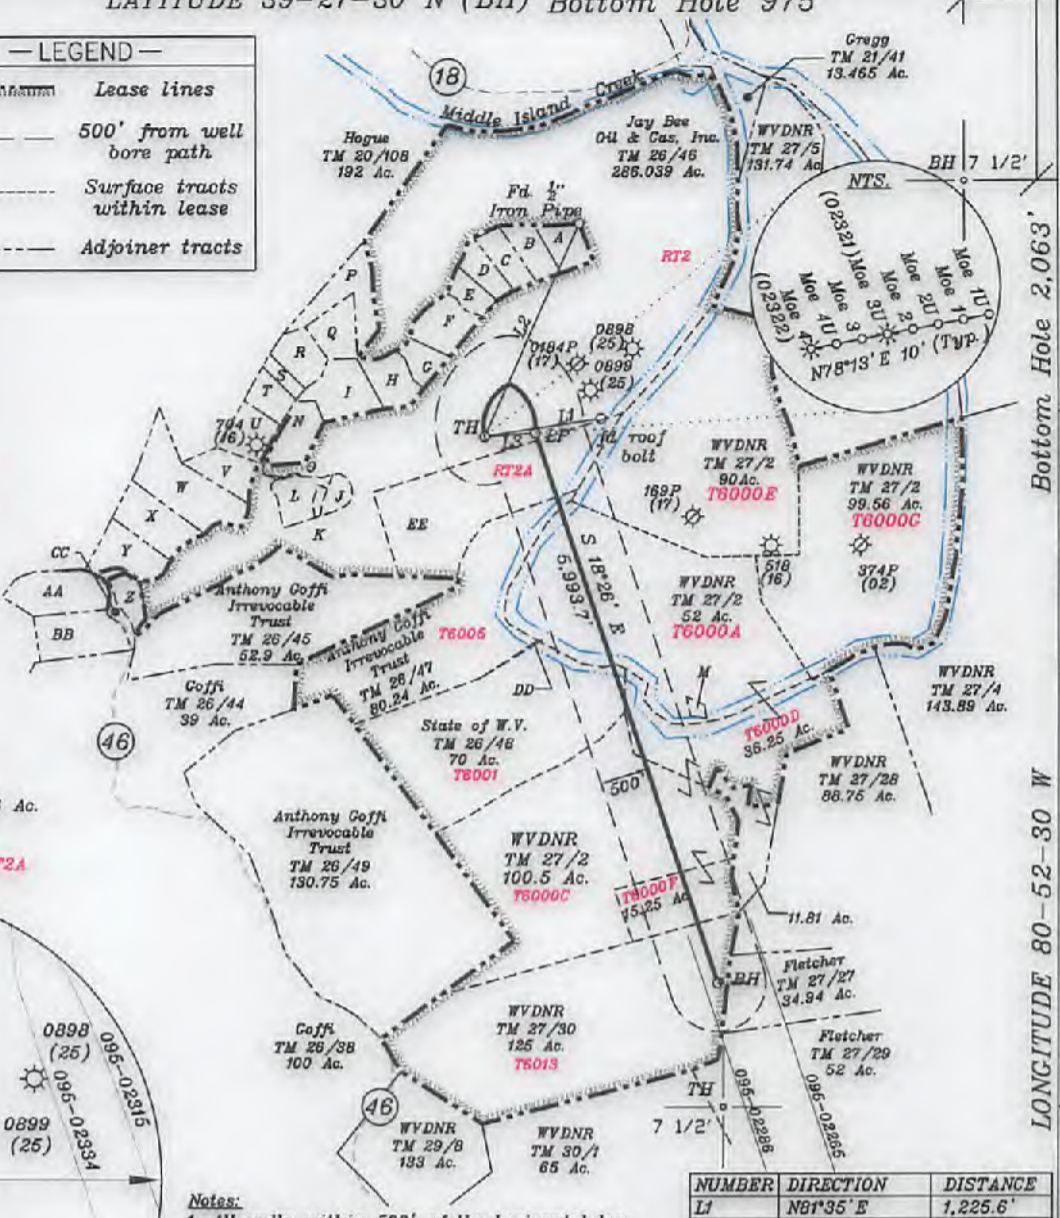 LATITUDE 39-27-30 N (BH) Bottom Hole 975'
— LEGEND —
Lease lines
500' from well
bore path
Surface tracts
within lease
Adjoiner tracts
18
Middle Island Creek
Gregg
TM 21/41
13.465 Ac.
Hogue
TM 20/108
192 Ac.
Jay Bee
Oil & Gas, Inc.
TM 26/46
286.039 Ac.
WVDNR
TM 27/5
131.74 Ac
BH 7 1/2'
NTS.
(02321)
Moe 1U
Moe 1
Moe 2U
Moe 2
Moe 3U
Moe 3
Moe 4U
Moe 4
(02322)
N78°13' E 10' (Typ.)
Bottom Hole 2,063'
LONGITUDE 80-52-30 W
Fd. 1/2"
Iron Pipe
A
B
C
D
E
F
G
H
I
P
Q
R
S
T
N
O
L
J
K
V
W
X
Y
Z
CC
AA
BB
EE
RT2
L2
0898
(25)
0184P
(17)
0899
(25)
704 U
(16)
TH
L1
L3
RT2A
roof
bolt
WVDNR
TM 27/2
90Ac.
T6000E
169P
(17)
WVDNR
TM 27/2
99.56 Ac.
T6000G
518
(16)
374P
(02)
S 18°26' E
5,993.7'
WVDNR
TM 27/2
52 Ac.
T6000A
Anthony Goffi
Irrevocable
Trust
TM 26/45
52.9 Ac.
Anthony Goffi
Irrevocable
Trust
TM 26/47
80.24 Ac.
T6005
Goffi
TM 26/44
39 Ac.
46
DD
M
State of W.V.
TM 26/48
70 Ac.
T6001
T6000D
36.25 Ac.
WVDNR
TM 27/4
143.89 Ac.
WVDNR
TM 27/28
88.75 Ac.
500'
Ac.
Anthony Goffi
Irrevocable
Trust
TM 26/49
130.75 Ac.
WVDNR
TM 27/2
100.5 Ac.
T6000C
T6000F
15.25 Ac
11.81 Ac.
BH
Fletcher
TM 27/27
34.94 Ac.
Fletcher
TM 27/29
52 Ac.
Goffi
TM 26/38
100 Ac.
WVDNR
TM 27/30
125 Ac.
T6013
46
WVDNR
TM 29/8
133 Ac.
WVDNR
TM 30/1
65 Ac.
TH
7 1/2'
095-02286
095-02265
0898
(25)
0899
(25)
095-02315
095-02334
NUMBER DIRECTION DISTANCE
L1 N81°35' E 1,225.6'
Notes: